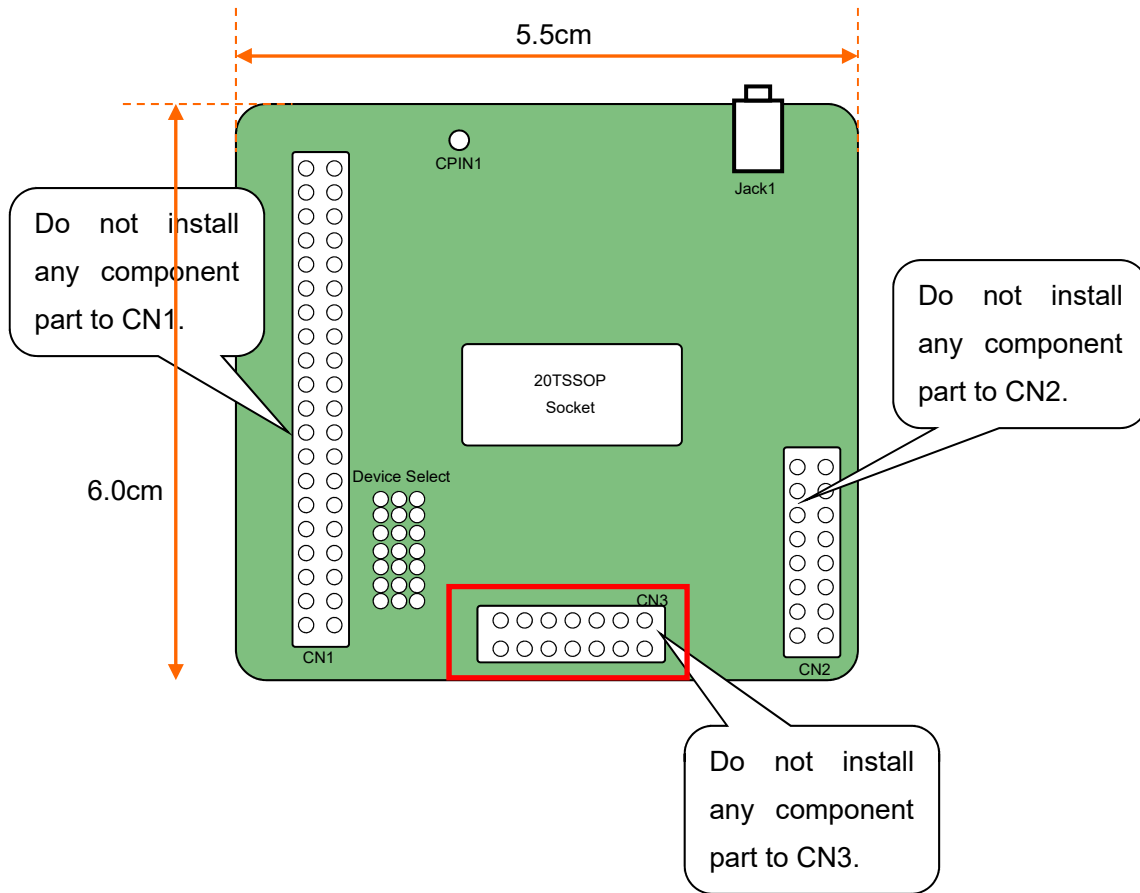 5.5cm
CPIN1
Jack1
Do not install
any component
part to CN1.
Do not install
any component
part to CN2.
20TSSOP
Socket
6.0cm
Device Select
CN3
CN1
CN2
Do not install
any component
part to CN3.